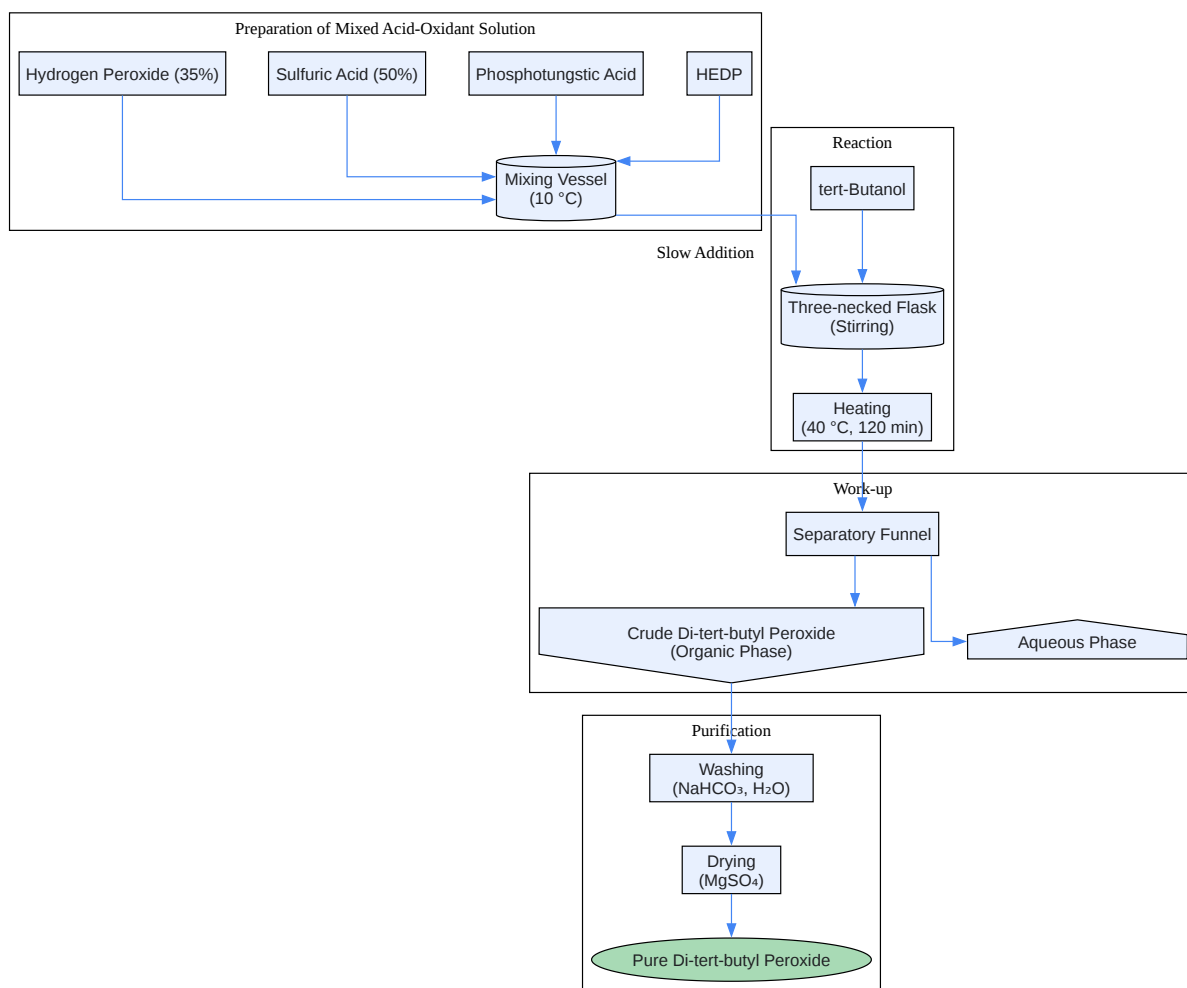 Preparation of Mixed Acid-Oxidant Solution
Hydrogen Peroxide (35%)
Sulfuric Acid (50%)
Phosphotungstic Acid
HEDP
Mixing Vessel
(10 °C)
Slow Addition
Reaction
tert-Butanol
Three-necked Flask
(Stirring)
Heating
(40 °C, 120 min)
Work-up
Separatory Funnel
Crude Di-tert-butyl Peroxide
(Organic Phase)
Aqueous Phase
Purification
Washing
(NaHCO₃, H₂O)
Drying
(MgSO₄)
Pure Di-tert-butyl Peroxide